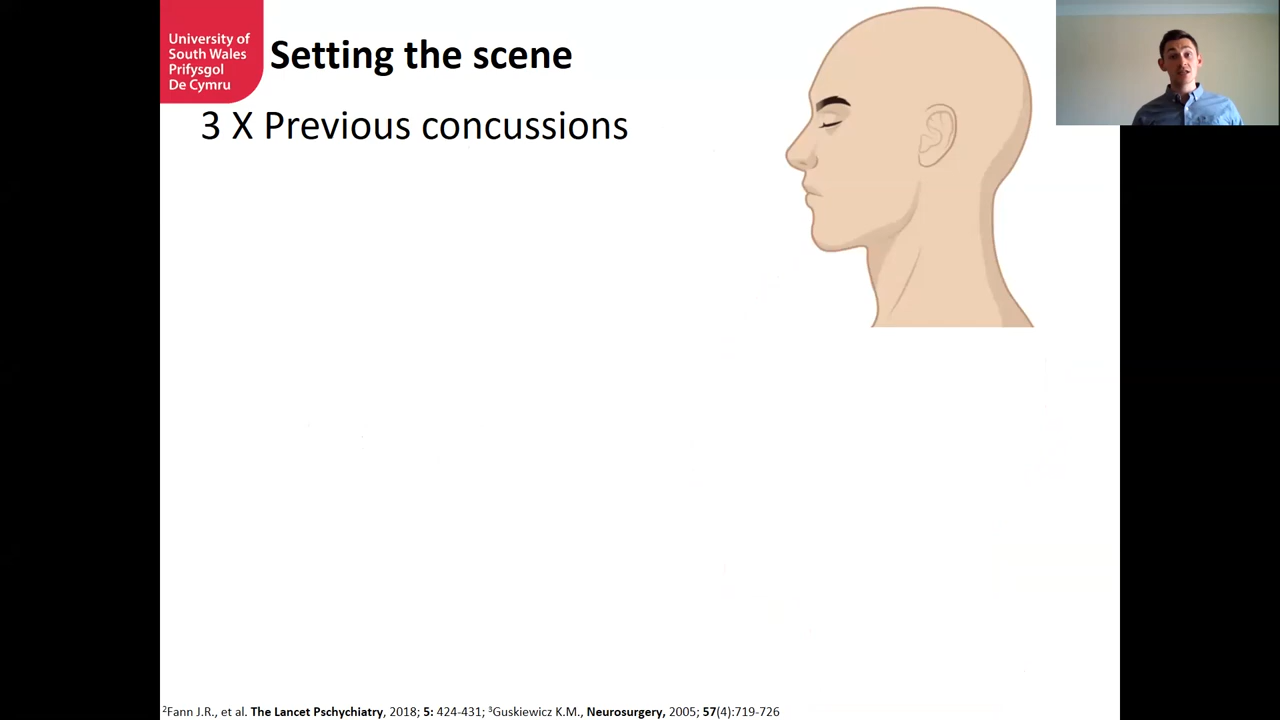 University of
South Wales
Prifysgol
De Cymru
Setting the scene
3 X Previous concussions
²Fann J.R., et al. The Lancet Pschychiatry, 2018; 5: 424-431; ³Guskiewicz K.M., Neurosurgery, 2005; 57(4):719-726